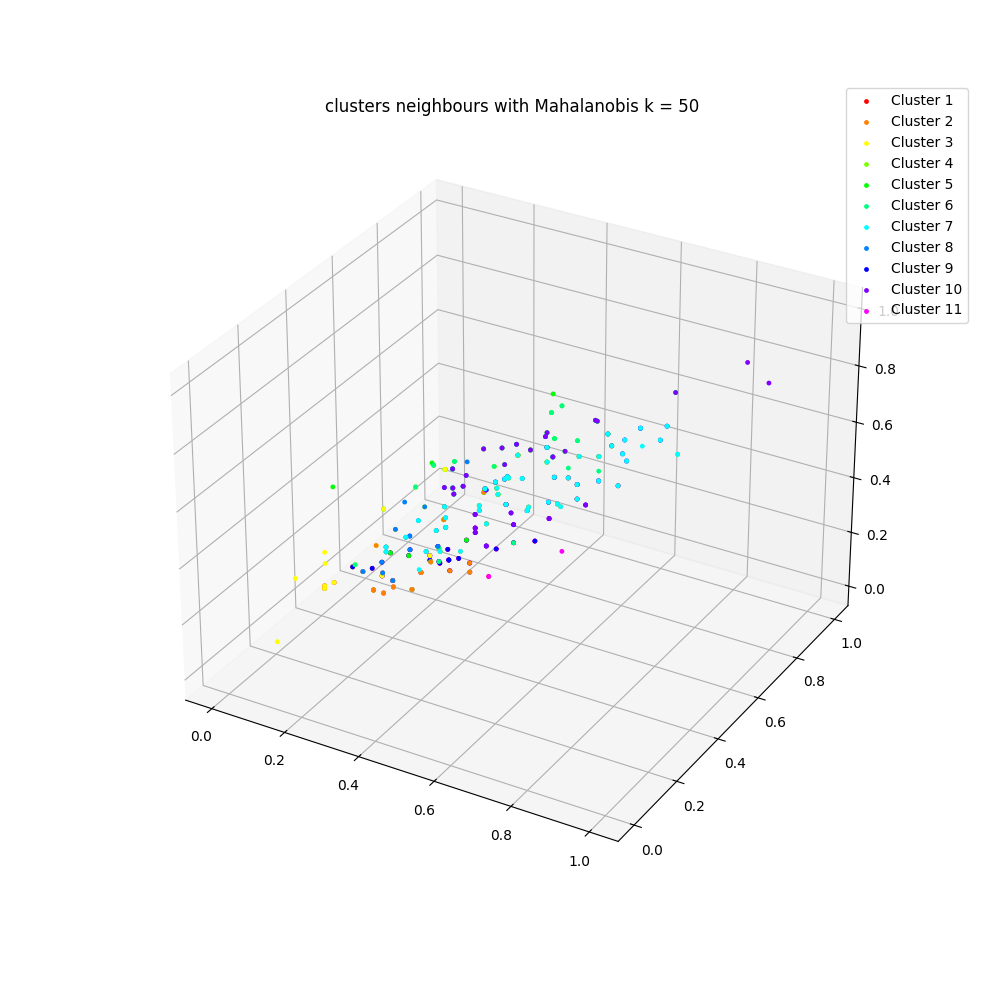 clusters neighbours with Mahalanobis k = 50
Cluster 1
Cluster 2
Cluster 3
Cluster 4
Cluster 5
Cluster 6
Cluster 7
Cluster 8
Cluster 9
Cluster 10
Cluster 11
1.0
0.8
0.6
0.4
0.2
0.0
1.0
0.8
0.6
0.4
0.2
0.0
0.0
0.2
0.4
0.6
0.8
1.0